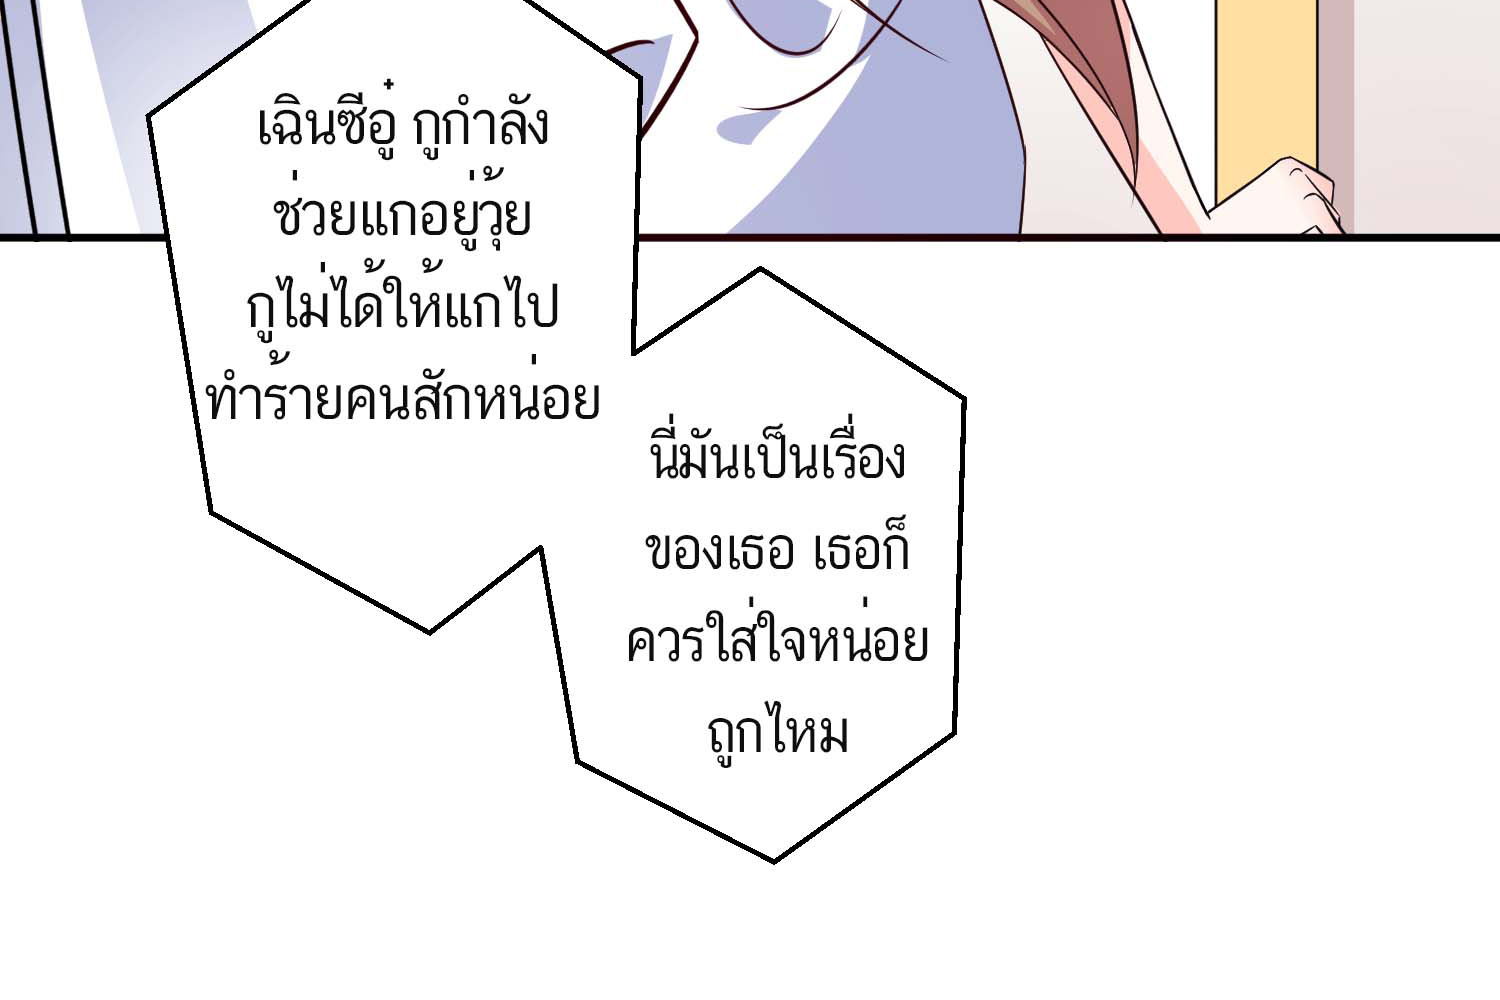 เฉินซีอู๋ กูกำลัง
ช่วยแกอยู่วุ้ย
กูไม่ได้ให้แกไป
ทำร้ายคนสักหน่อย
นี่มันเป็นเรื่อง
ของเธอ เธอก็
ควรใส่ใจหน่อย
ถูกไหม